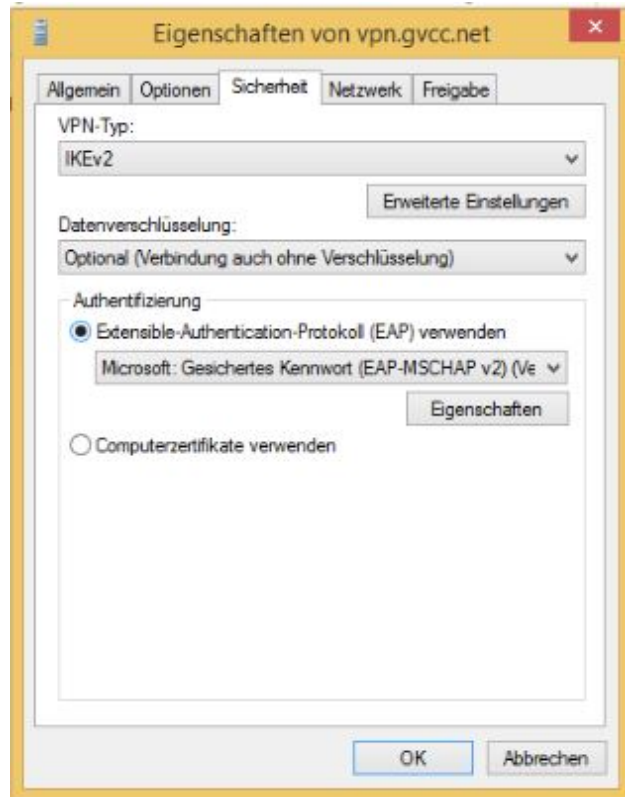 Eigenschaften von vpn.gvcc.net
Allgemein Optionen Sicherheit Netzwerk Freigabe
VPN-Typ:
IKEv2
Erweiterte Einstellungen
Datenverschlüsselung:
Optional (Verbindung auch ohne Verschlüsselung)
Authentifizierung
Extensible-Authentication-Protokoll (EAP) verwenden
Microsoft: Gesichertes Kennwort (EAP-MSCHAP v2) (Ve
Eigenschaften
Computerzertifikate verwenden
OK Abbrechen